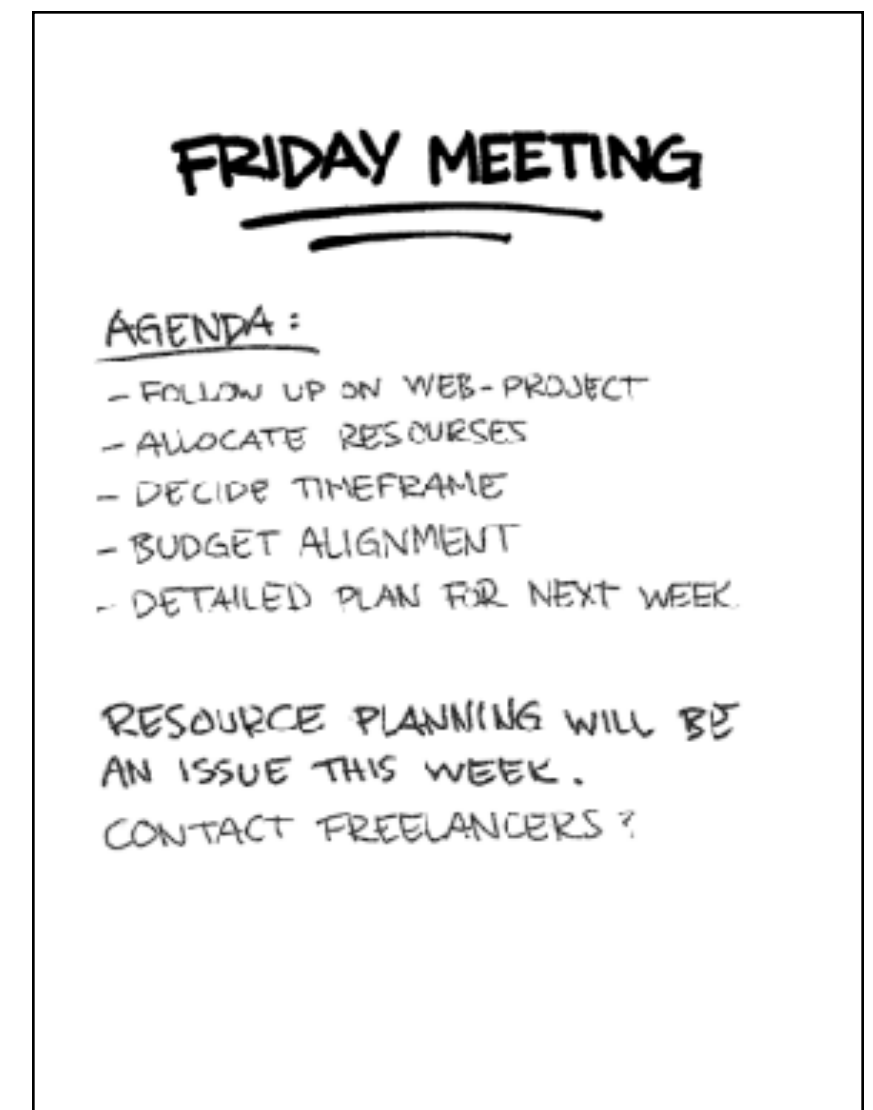 FRIDAY MEETING
AGENDA:
- FOLLOW UP ON WEB-PROJECT
- ALLOCATE RESOURSES
- DECIDE TIMEFRAME
- BUDGET ALIGNMENT
- DETAILED PLAN FOR NEXT WEEK
RESOURCE PLANNING WILL BE
AN ISSUE THIS WEEK.
CONTACT FREELANCERS?